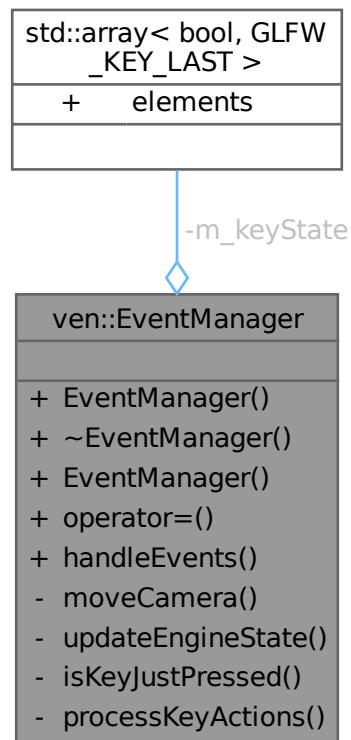 std::array< bool, GLFW
_KEY_LAST >
+ elements
-m_keyState
ven::EventManager
+ EventManager()
+ ~EventManager()
+ EventManager()
+ operator=()
+ handleEvents()
- moveCamera()
- updateEngineState()
- isKeyJustPressed()
- processKeyActions()